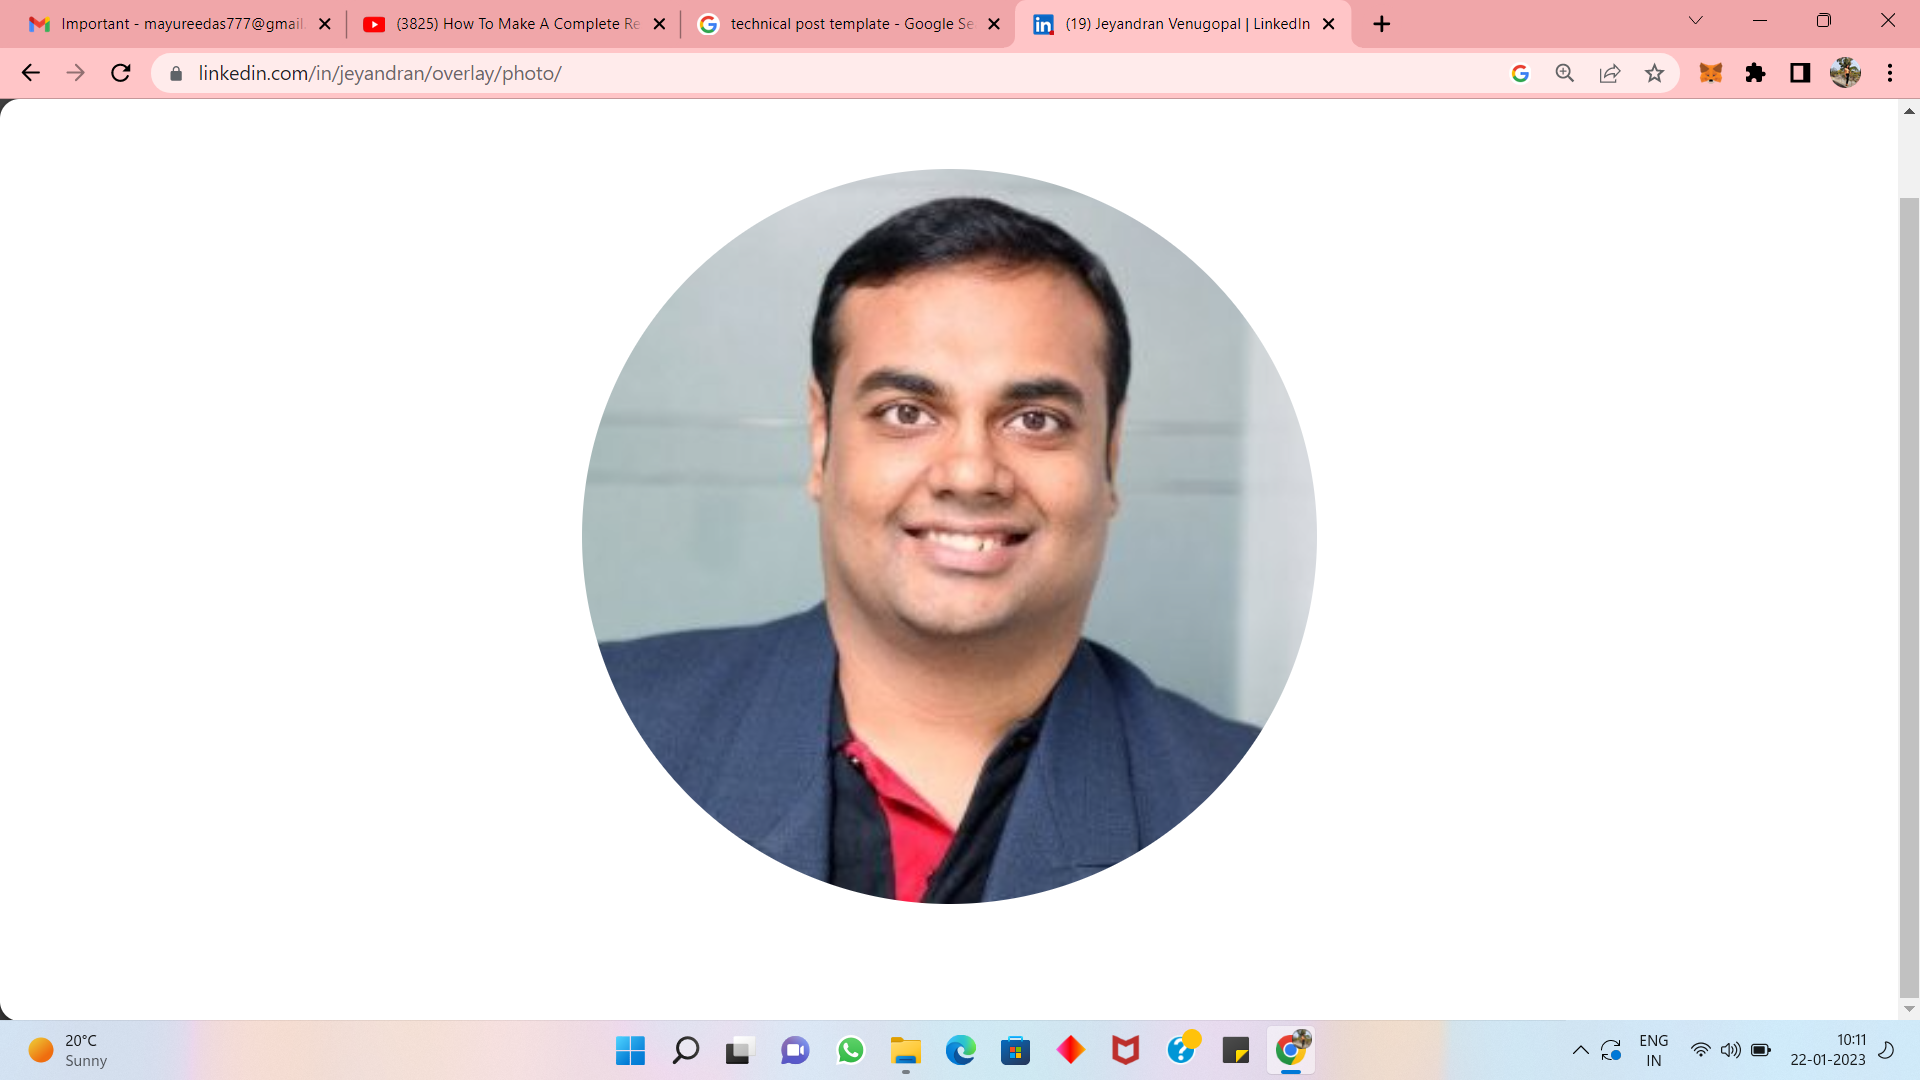 Important - mayureedas777@gmail.
(3825) How To Make A Complete Re
technical post template - Google Se
(19) Jeyandran Venugopal | LinkedIn
linkedin.com/in/jeyandran/overlay/photo/
20°C
Sunny
ENG
IN
10:11
22-01-2023